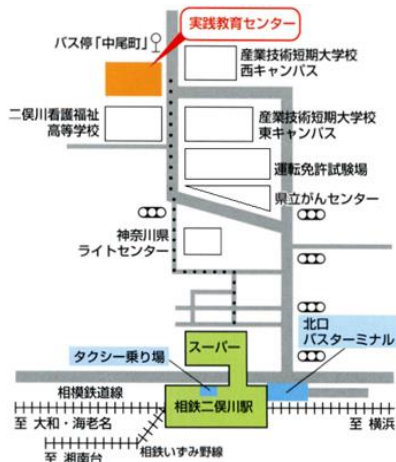 実践教育センター
バス停「中尾町」
産業技術短期大学校
西キャンパス
二俣川看護福祉
高等学校
産業技術短期大学校
東キャンパス
運転免許試験場
県立がんセンター
神奈川県
ライトセンター
北口
バスターミナル
スーパー
タクシー乗り場
相模鉄道線
相鉄二俣川駅
至 大和・海老名
至 横浜
至 湘南台
相鉄いずみ野線